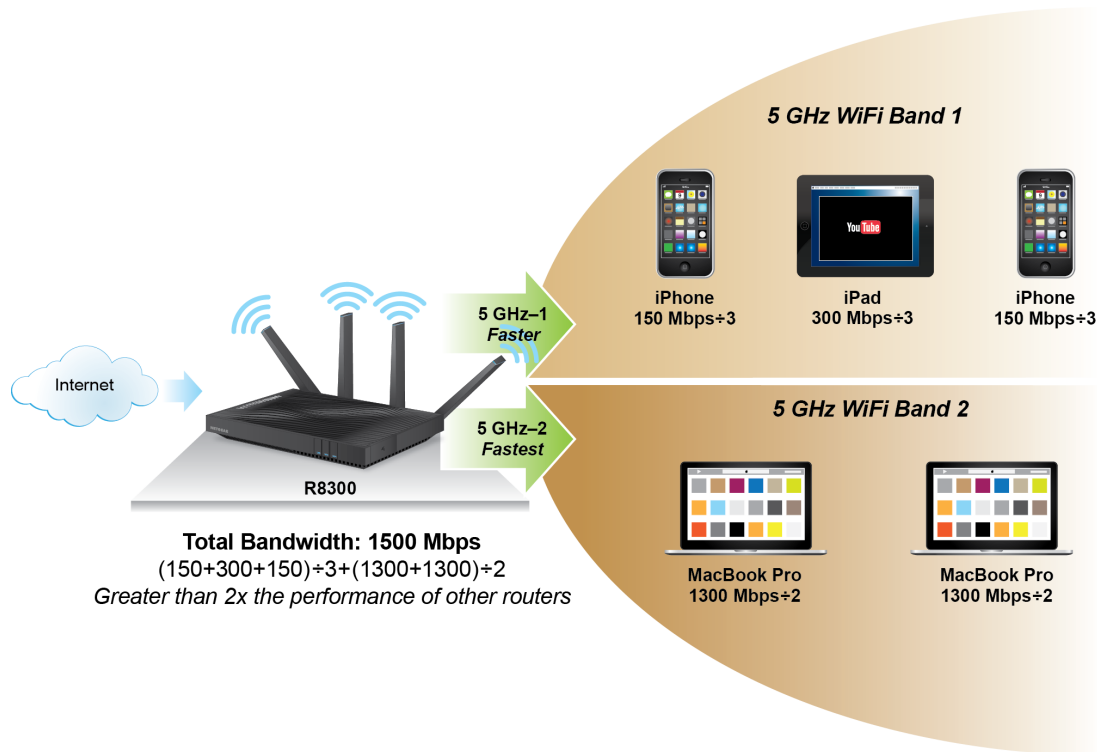 5 GHz WiFi Band 1
You Tube
iPhone
150 Mbps÷3
iPad
300 Mbps÷3
iPhone
150 Mbps÷3
5 GHz–1
Faster
Internet
5 GHz–2
Fastest
R8300
5 GHz WiFi Band 2
MacBook Pro
1300 Mbps÷2
MacBook Pro
1300 Mbps÷2
Total Bandwidth: 1500 Mbps
(150+300+150)÷3+(1300+1300)÷2
Greater than 2x the performance of other routers